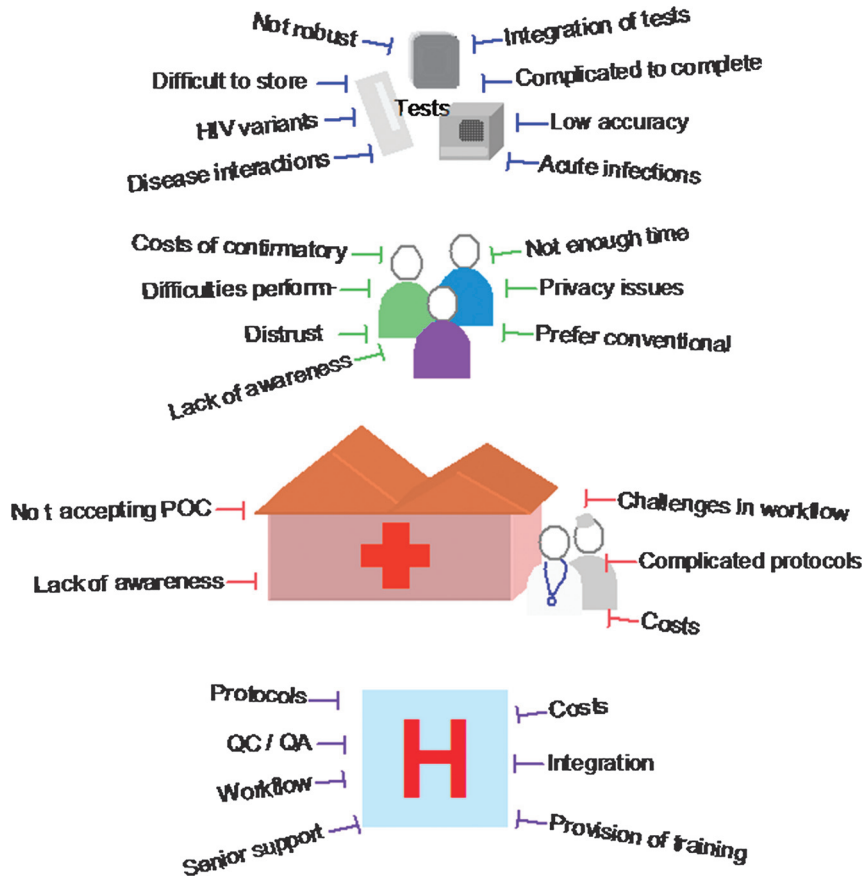 Not robust
Integration of tests
Difficult to store
Complicated to complete
Tests
HIV variants
Low accuracy
Disease interactions
Acute infections
Costs of confirmatory
Not enough time
Difficulties perform-
Privacy issues
Distrust
Prefer conventional
Lack of awareness
Not accepting POC
Challenges in workflow
Lack of awareness
Complicated protocols
Costs
Protocols
Costs
QC / QA
H
Integration
Workflow
Senior support
Provision of training